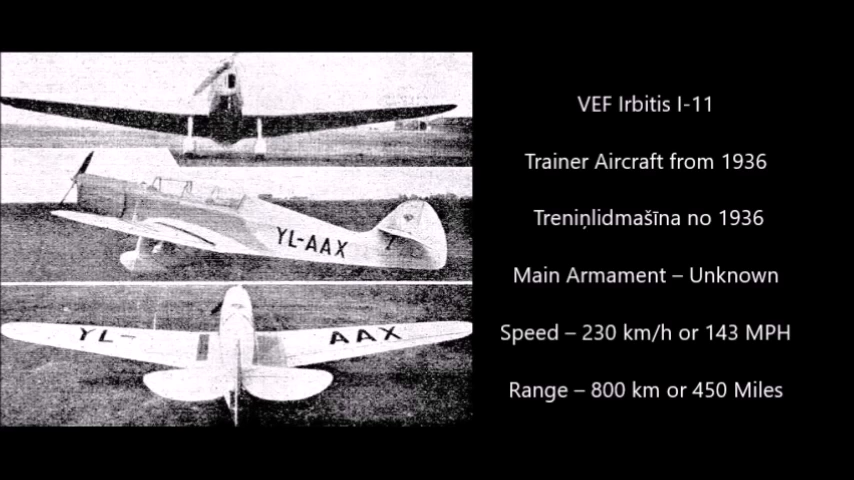 VEF Irbitis I-11
Trainer Aircraft from 1936
Treniņlidmašīna no 1936
YL-AAX
Main Armament – Unknown
YL- AAX
Speed – 230 km/h or 143 MPH
Range – 800 km or 450 Miles